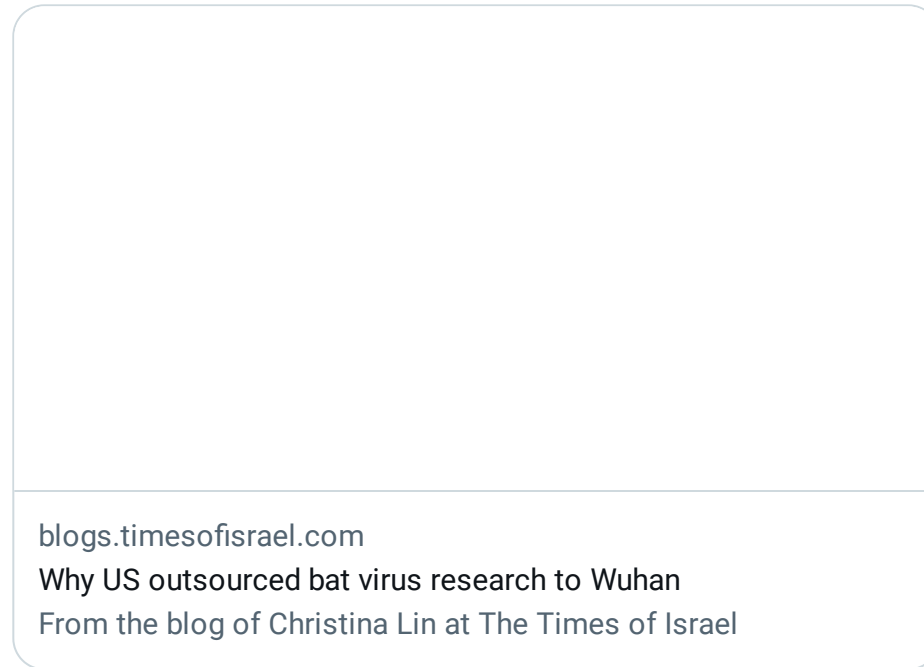 blogs.timesofisrael.com
Why US outsourced bat virus research to Wuhan
From the blog of Christina Lin at The Times of Israel